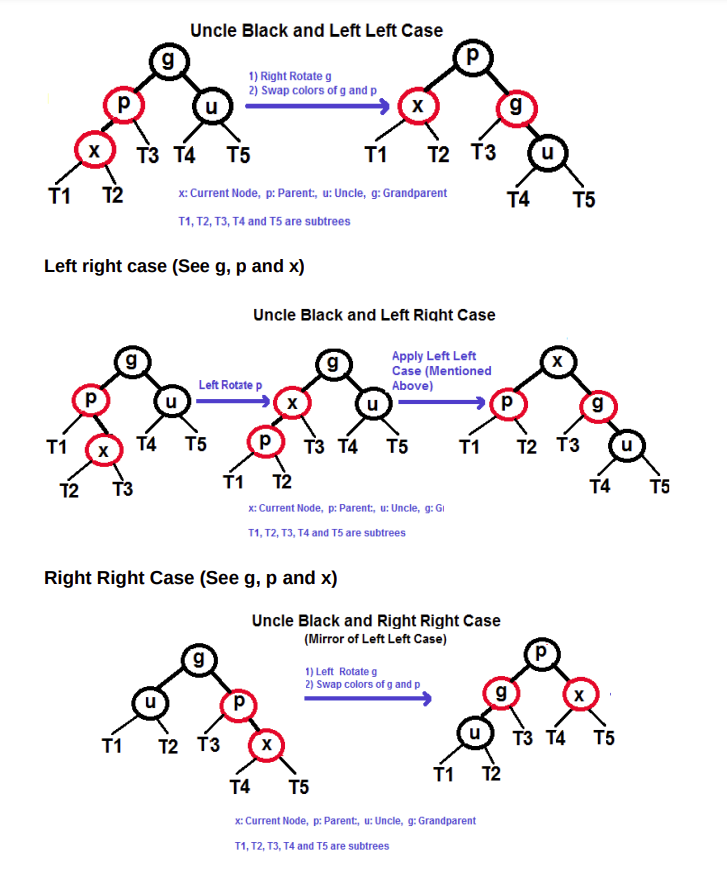 Uncle Black and Left Left Case
g
1) Right Rotate g
2) Swap colors of g and p
p
p
u
x
g
x
T3 T4 T5
T1 T2 T3
u
T1 T2
x: Current Node, p: Parent:, u: Uncle, g: Grandparent
T4 T5
T1, T2, T3, T4 and T5 are subtrees
Left right case (See g, p and x)
Uncle Black and Left Right Case
g
g
Apply Left Left
Case (Mentioned
Above)
x
p
u
Left Rotate p
x
u
p
g
T1
x
T4 T5
p
T3 T4 T5
T1 T2 T3
u
T2 T3
T1 T2
T4 T5
x: Current Node, p: Parent:, u: Uncle, g: G
T1, T2, T3, T4 and T5 are subtrees
Right Right Case (See g, p and x)
Uncle Black and Right Right Case
(Mirror of Left Left Case)
g
1) Left Rotate g
2) Swap colors of g and p
p
u
p
g
x
T1 T2 T3
x
u
T3 T4 T5
T4 T5
T1 T2
x: Current Node, p: Parent:, u: Uncle, g: Grandparent
T1, T2, T3, T4 and T5 are subtrees